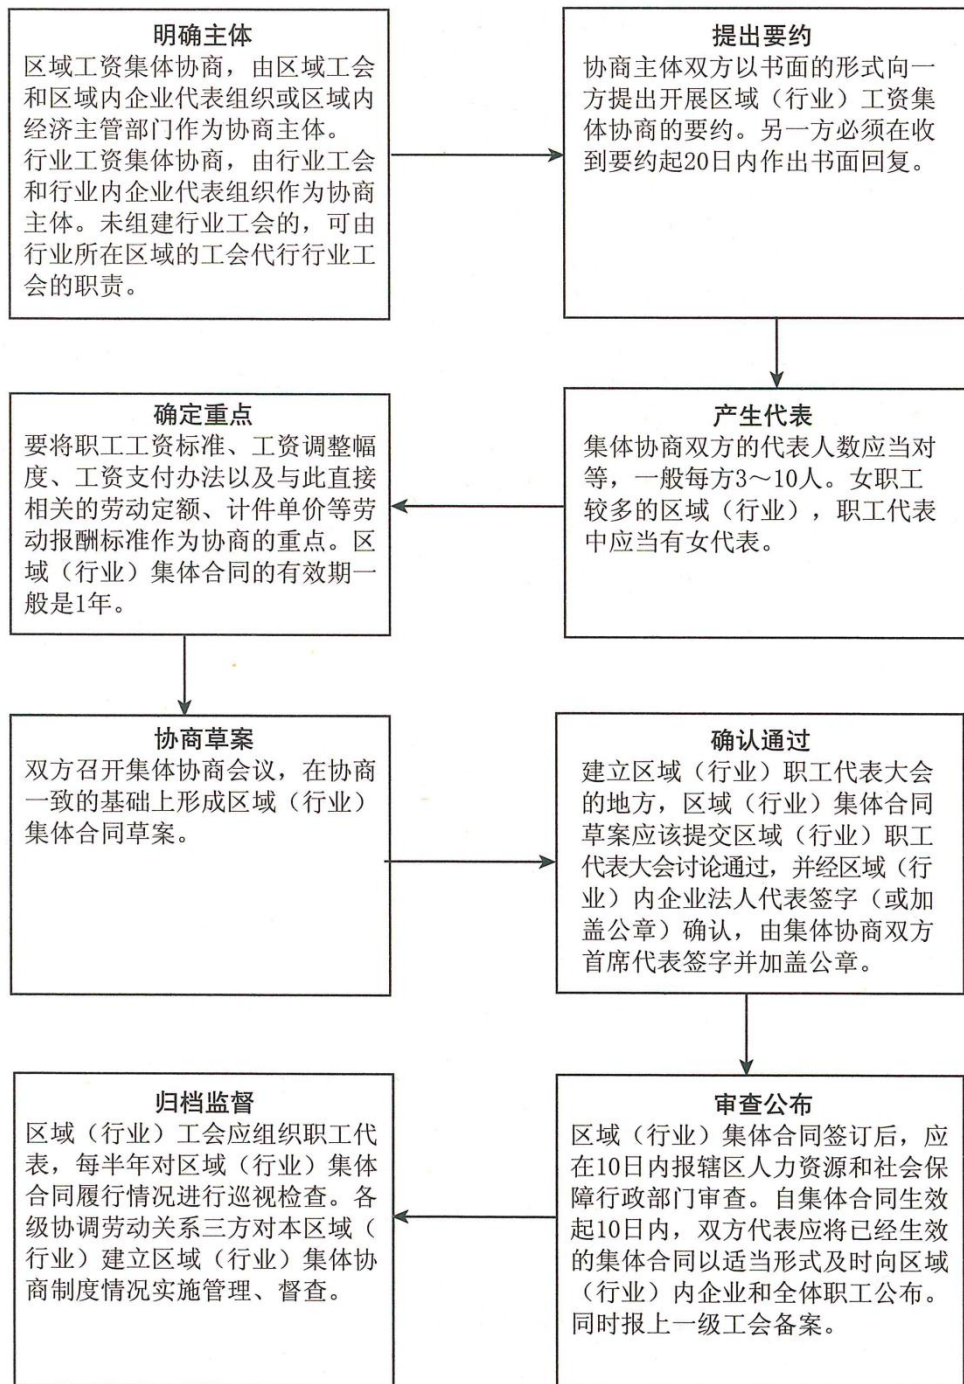 明确主体
区域工资集体协商，由区域工会
和区域内企业代表组织或区域内
经济主管部门作为协商主体。
行业工资集体协商，由行业工会
和行业内企业代表组织作为协商
主体。未组建行业工会的，可由
行业所在区域的工会代行行业工
会的职责。
提出要约
协商主体双方以书面的形式向一
方提出开展区域（行业）工资集
体协商的要约。另一方必须在收
到要约起20日内作出书面回复。
产生代表
集体协商双方的代表人数应当对
等，一般每方3～10人。女职工
较多的区域（行业），职工代表
中应当有女代表。
确定重点
要将职工工资标准、工资调整幅
度、工资支付办法以及与此直接
相关的劳动定额、计件单价等劳
动报酬标准作为协商的重点。区
域（行业）集体合同的有效期一
般是1年。
协商草案
双方召开集体协商会议，在协商
一致的基础上形成区域（行业）
集体合同草案。
确认通过
建立区域（行业）职工代表大会
的地方，区域（行业）集体合同
草案应该提交区域（行业）职工
代表大会讨论通过，并经区域（行
业）内企业法人代表签字（或加
盖公章）确认，由集体协商双方
首席代表签字并加盖公章。
审查公布
区域（行业）集体合同签订后，应
在10日内报辖区人力资源和社会保
障行政部门审查。自集体合同生效
起10日内，双方代表应将已经生效
的集体合同以适当形式及时向区域
（行业）内企业和全体职工公布。
同时报上一级工会备案。
归档监督
区域（行业）工会应组织职工代
表，每半年对区域（行业）集体
合同履行情况进行巡视检查。各
级协调劳动关系三方对本区域（
行业）建立区域（行业）集体协
商制度情况实施管理、督查。